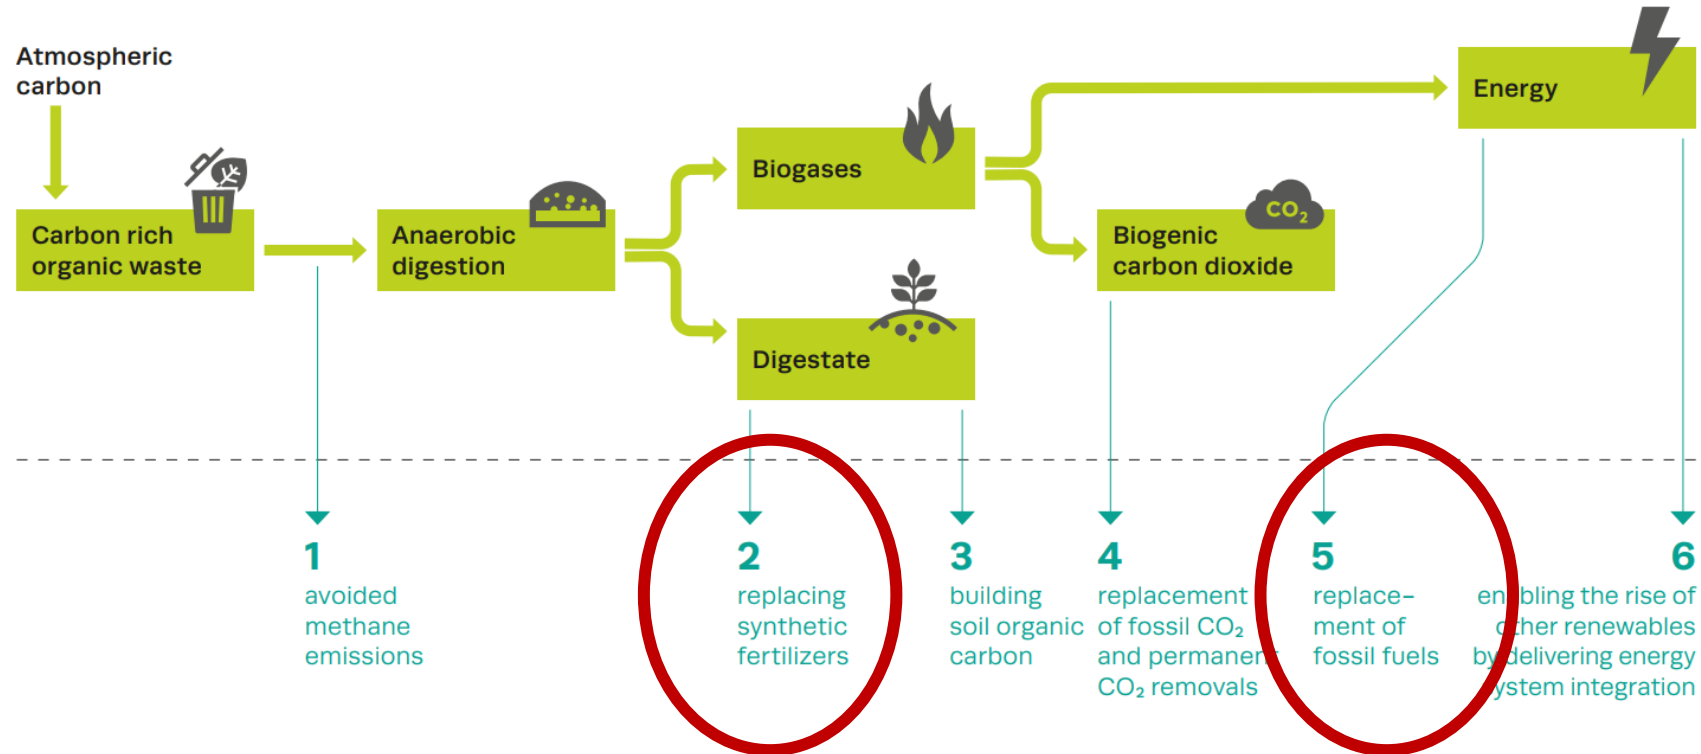 Atmospheric
carbon
Carbon rich
organic waste
Anaerobic
digestion
Biogases
Digestate
Energy
CO₂
Biogenic
carbon dioxide
1
avoided
methane
emissions
2
replacing
synthetic
fertilizers
3
building
soil organic
carbon
4
replacement
of fossil CO₂
and permanent
CO₂ removals
5
replace-
ment of
fossil fuels
6
enabling the rise of
other renewables
by delivering energy
system integration